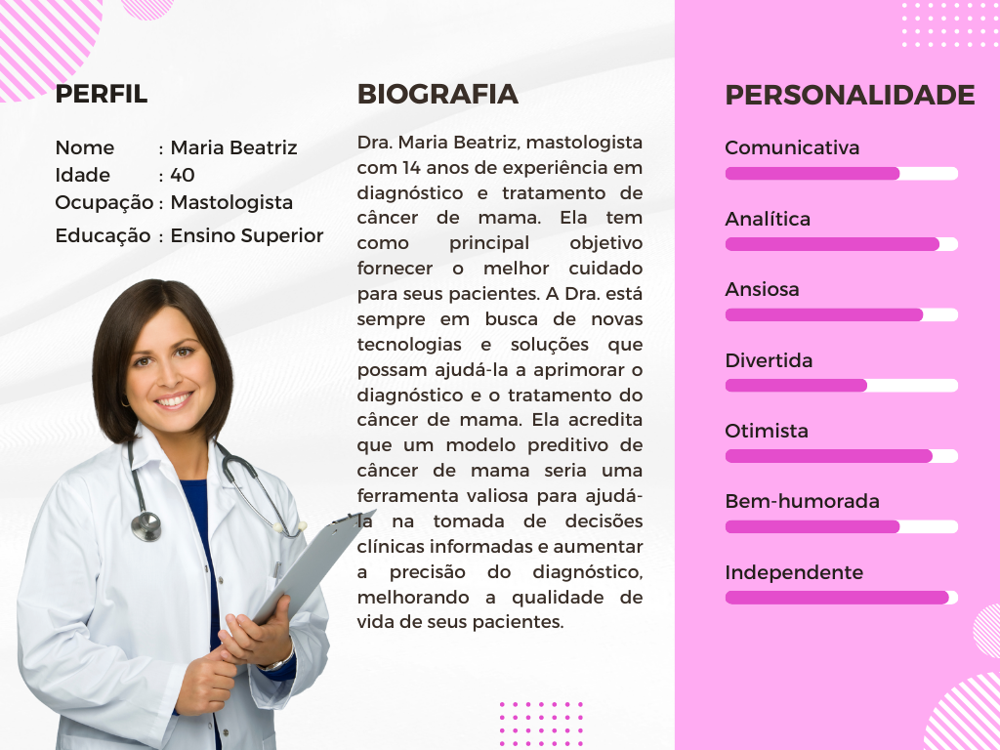 PERFIL
Nome : Maria Beatriz
Idade : 40
Ocupação : Mastologista
Educação : Ensino Superior
BIOGRAFIA
Dra. Maria Beatriz, mastologista
com 14 anos de experiência em
diagnóstico e tratamento de
câncer de mama. Ela tem
como principal objetivo
fornecer o melhor cuidado
para seus pacientes. A Dra. está
sempre em busca de novas
tecnologias e soluções que
possam ajudá-la a aprimorar o
diagnóstico e o tratamento do
câncer de mama. Ela acredita
que um modelo preditivo de
câncer de mama seria uma
ferramenta valiosa para ajudá-
la na tomada de decisões
clínicas informadas e aumentar
a precisão do diagnóstico,
melhorando a qualidade de
vida de seus pacientes.
PERSONALIDADE
Comunicativa
Analítica
Ansiosa
Divertida
Otimista
Bem-humorada
Independente